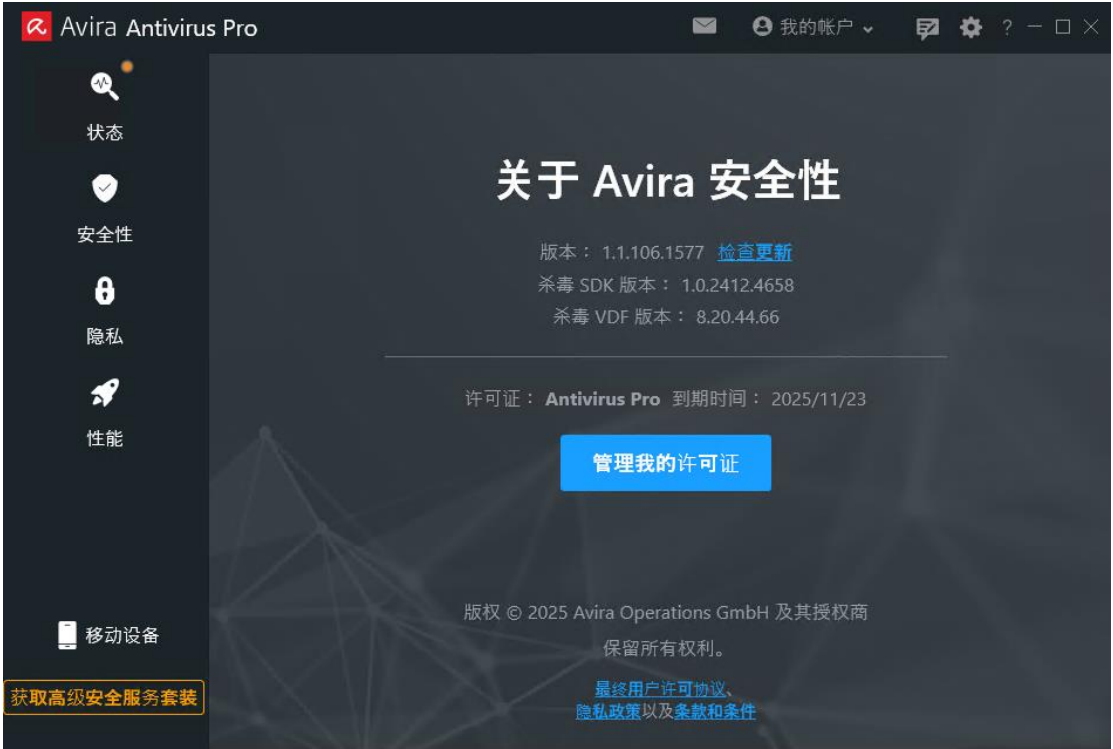 Avira Antivirus Pro
我的帐户
?
状态
安全性
隐私
性能
移动设备
获取高级安全服务套装
关于 Avira 安全性
版本： 1.1.106.1577 检查更新
杀毒 SDK 版本： 1.0.2412.4658
杀毒 VDF 版本： 8.20.44.66
许可证： Antivirus Pro 到期时间： 2025/11/23
管理我的许可证
版权 © 2025 Avira Operations GmbH 及其授权商
保留所有权利。
最终用户许可协议、
隐私政策以及条款和条件